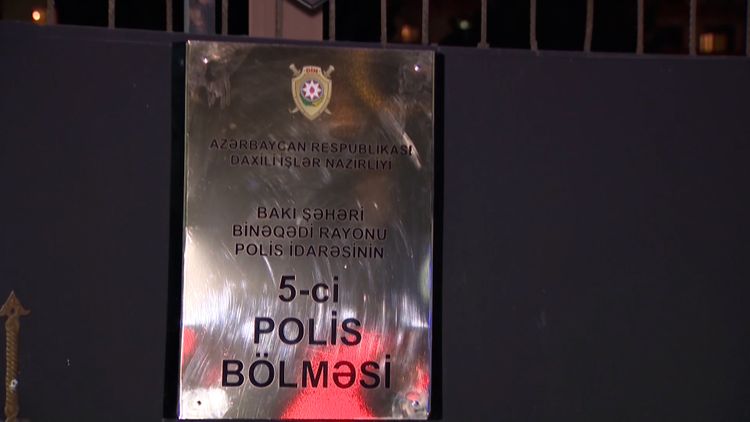 DİN
AZƏRBAYCAN RESPUBLİKASI
DAXİLİ İŞLƏR NAZİRLİYİ
BAKI ŞƏHƏRİ
BİNƏQƏDİ RAYONU
POLİS İDARƏSİNİN
5-ci
POLİS
BÖLMƏSİ